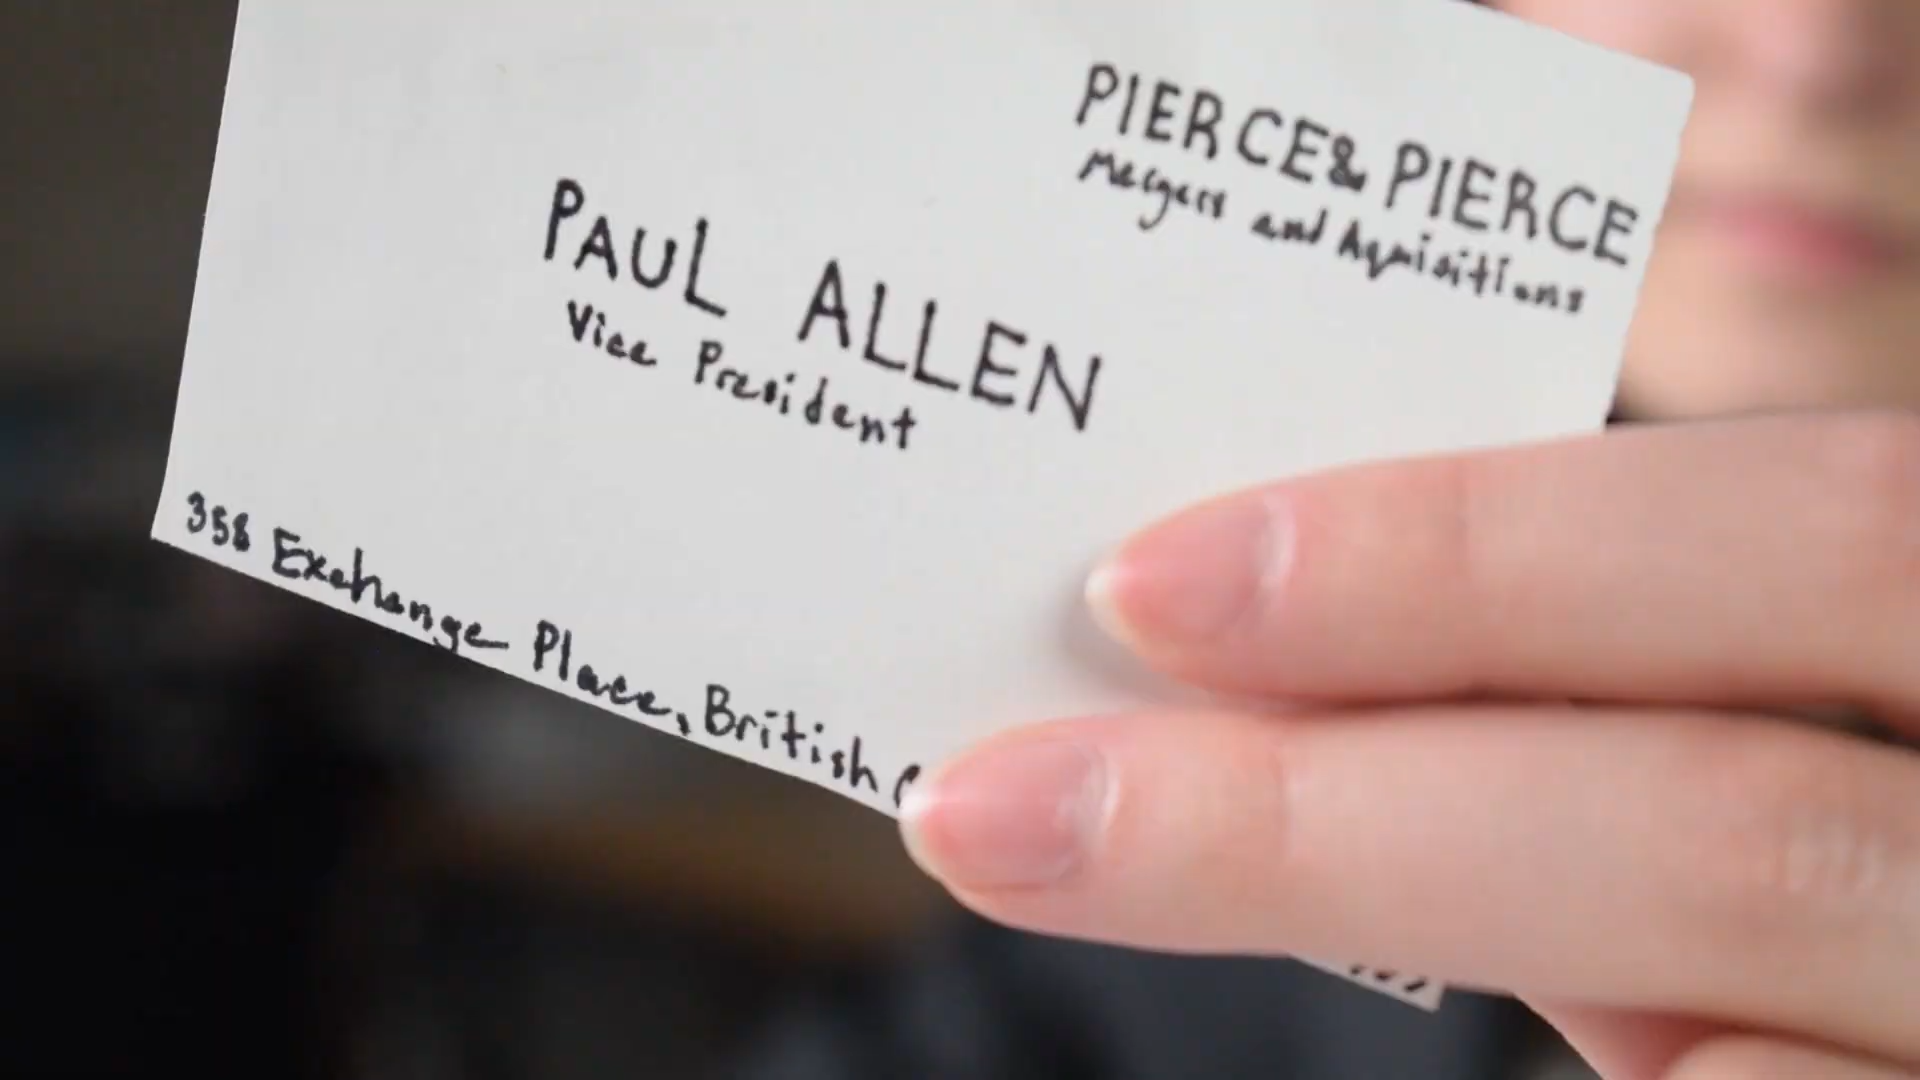 PIERCE & PIERCE
Mergers and Aquisitions
PAUL ALLEN
Vice President
358 Exchange Place, British